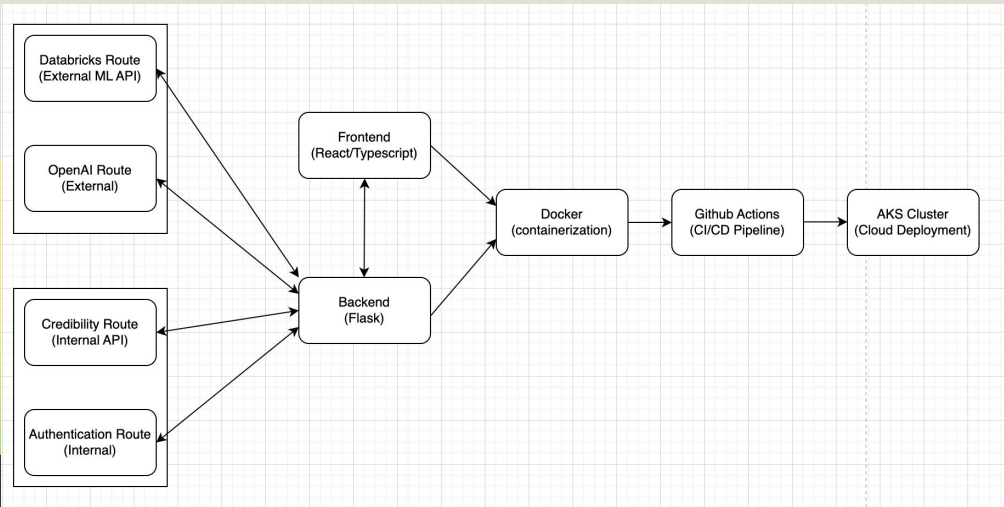 Databricks Route
(External ML API)
OpenAI Route
(External)
Credibility Route
(Internal API)
Authentication Route
(Internal)
Frontend
(React/Typescript)
Backend
(Flask)
Docker
(containerization)
Github Actions
(CI/CD Pipeline)
AKS Cluster
(Cloud Deployment)